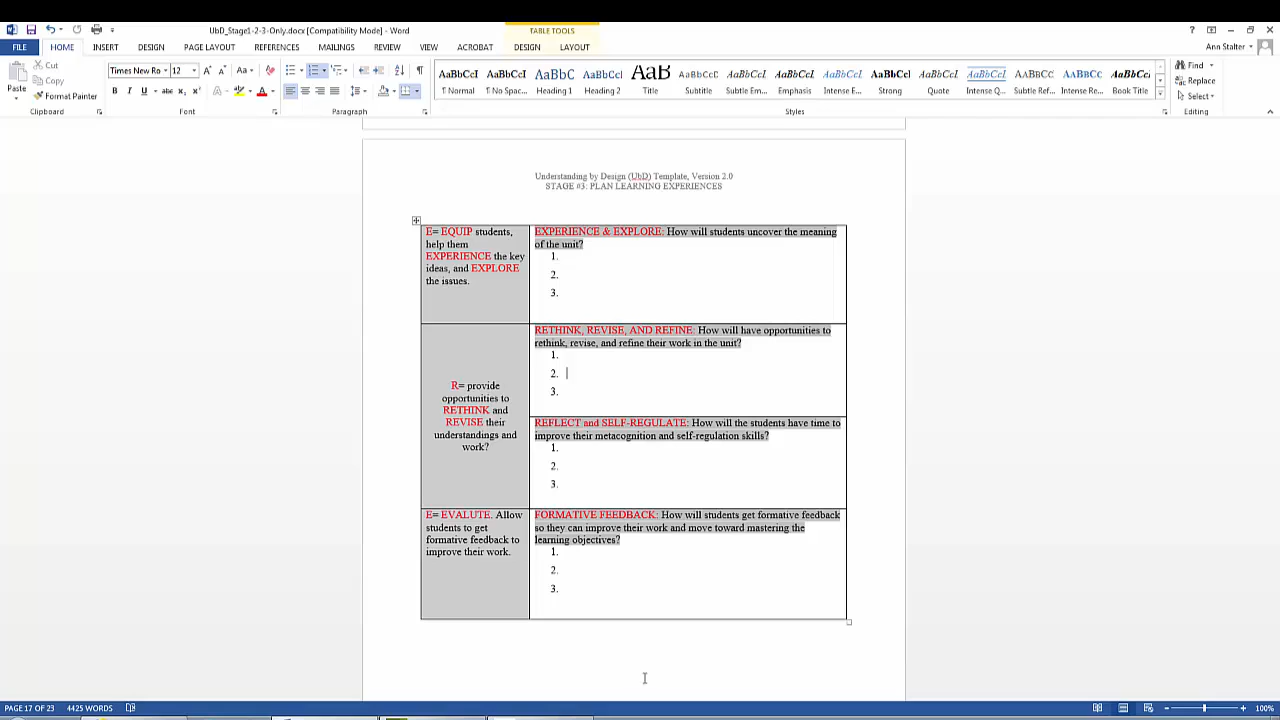 UbD_Stage1-2-3-Only.docx [Compatibility Mode] - Word
TABLE TOOLS
FILE HOME INSERT DESIGN PAGE LAYOUT REFERENCES MAILINGS REVIEW VIEW ACROBAT DESIGN LAYOUT
Ann Stalter
Paste
Cut
Copy
Format Painter
Clipboard
Times New Ro
12
Font
Paragraph
AaBbCcI AaBbCcI AaBbC AaBbCcI AaB AaBbCcI AaBbCcI AaBbCcI AaBbCcI AaBbCcI AaBbCcI AaBbCcI AaBbCcI AaBbCc AaBbCcI
¶ Normal ¶ No Spac... Heading 1 Heading 2 Title Subtitle Subtle Em... Emphasis Intense E... Strong Quote Intense Q... Subtle Ref... Intense Re... Book Title
Styles
Find
Replace
Select
Editing
Understanding by Design (UbD) Template, Version 2.0
STAGE #3: PLAN LEARNING EXPERIENCES
E= EQUIP students,
help them
EXPERIENCE the key
ideas, and EXPLORE
the issues.
EXPERIENCE & EXPLORE: How will students uncover the meaning
of the unit?
1.
2.
3.
R= provide
opportunities to
RETHINK and
REVISE their
understandings and
work?
RETHINK, REVISE, AND REFINE: How will have opportunities to
rethink, revise, and refine their work in the unit?
1.
2.
3.
REFLECT and SELF-REGULATE: How will the students have time to
improve their metacognition and self-regulation skills?
1.
2.
3.
E= EVALUTE. Allow
students to get
formative feedback to
improve their work.
FORMATIVE FEEDBACK: How will students get formative feedback
so they can improve their work and move toward mastering the
learning objectives?
1.
2.
3.
PAGE 17 OF 23 4425 WORDS
100%